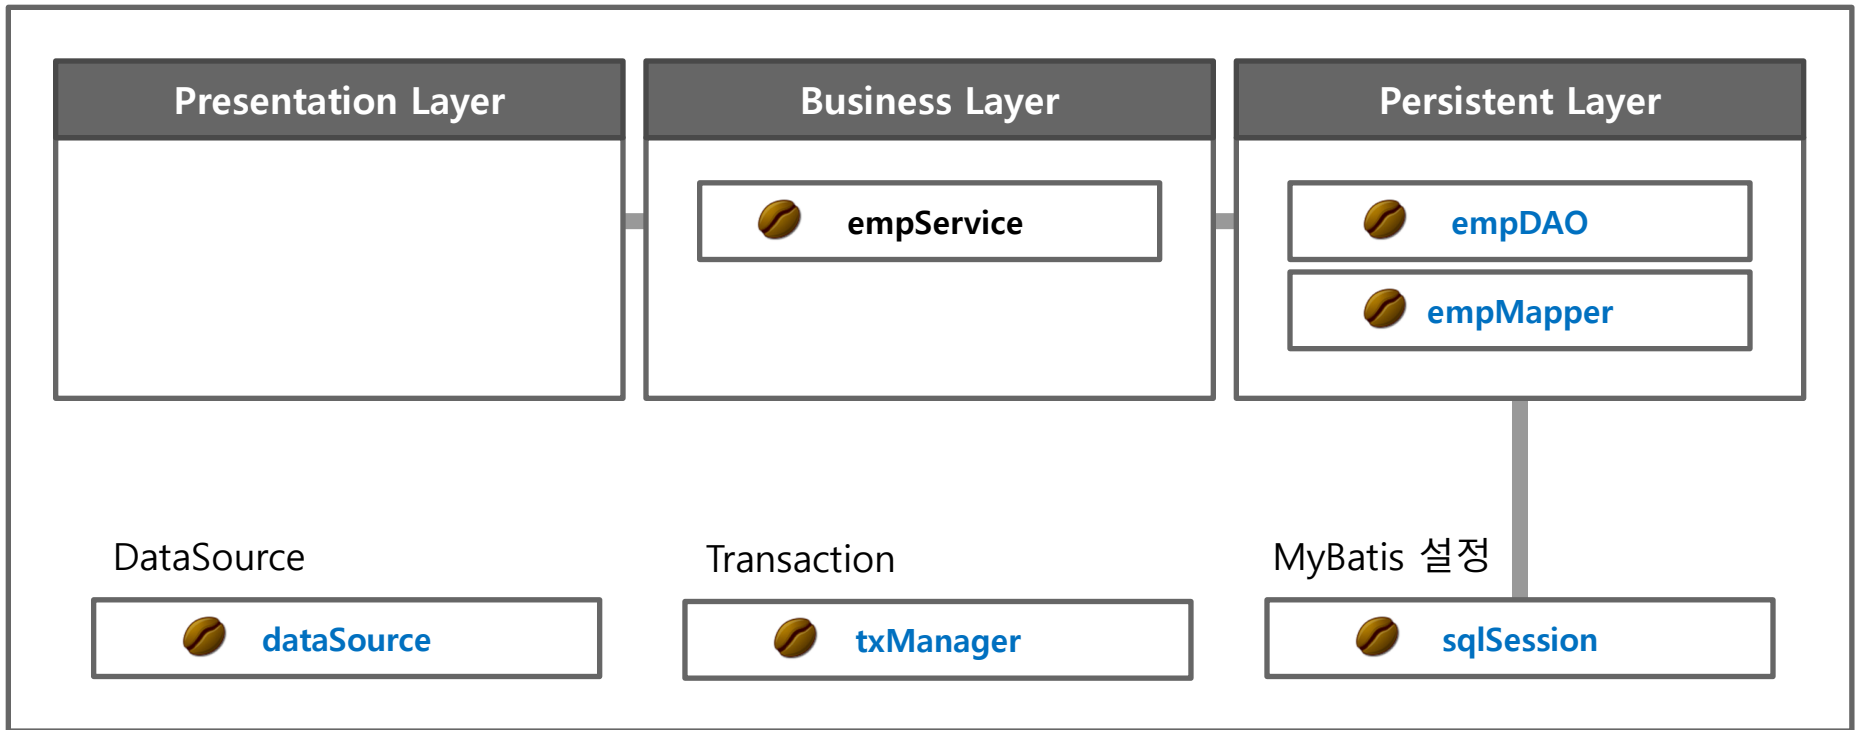 Presentation Layer
Business Layer
Persistent Layer
empService
empDAO
empMapper
DataSource
Transaction
MyBatis 설정
dataSource
txManager
sqlSession